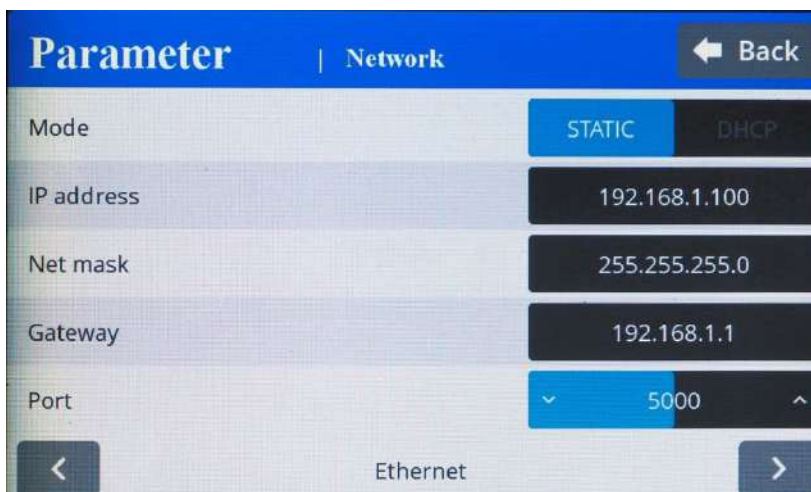 Parameter | Network Back
Mode STATIC DHCP
IP address 192.168.1.100
Net mask 255.255.255.0
Gateway 192.168.1.1
Port 5000
Ethernet